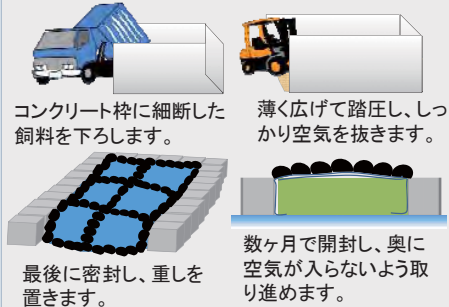 コンクリート枠に細断した
飼料を下ろします。
薄く広げて踏圧し、しっ
かり空気を抜きます。
最後に密封し、重しを
置きます。
数ヶ月で開封し、奥に
空気が入らないよう取
り進めます。